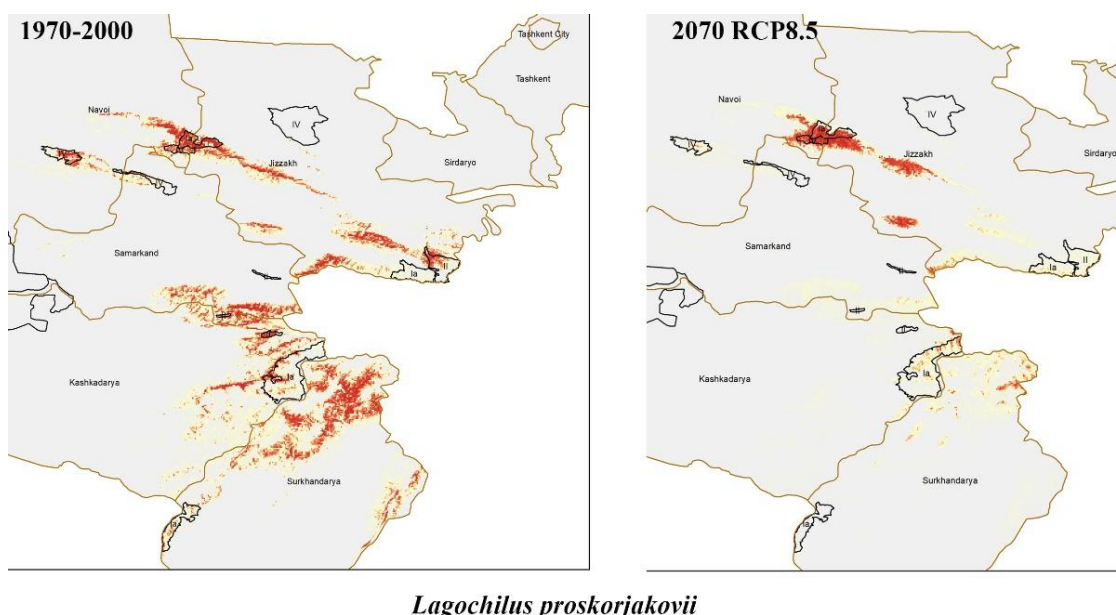 1970-2000
Tashkent City
Tashkent
Navoi
IV
Jizzakh
Sirdaryo
Samarkand
Ia
II
Kashkadarya
Ia
Surkhandarya
Ia
2070 RCP8.5
Navoi
IV
Jizzakh
Sirdaryo
Samarkand
Ia
II
Ia
Kashkadarya
Surkhandarya
Ia
Lagochilus proskorjakovii